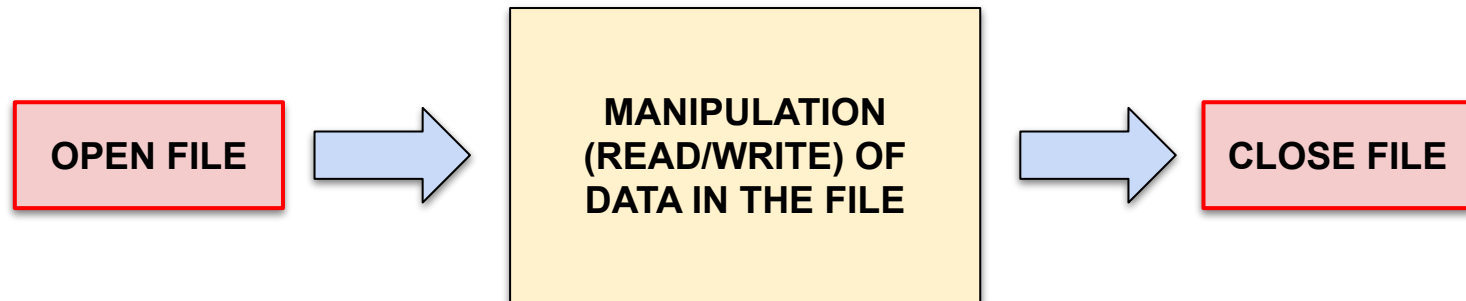 OPEN FILE
MANIPULATION
(READ/WRITE) OF
DATA IN THE FILE
CLOSE FILE